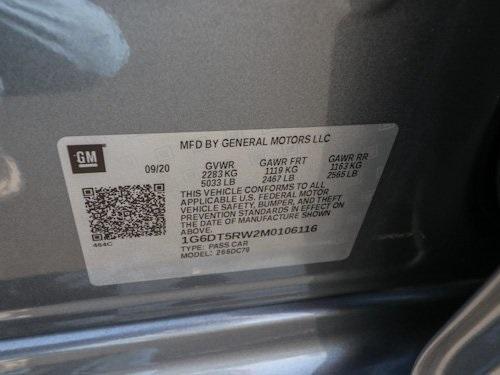 MFD BY GENERAL MOTORS LLC
GM
09/20 GVWR GAWR FRT GAWR RR
2283 KG 1119 KG 1163 KG
5033 LB 2467 LB 2565 LB
THIS VEHICLE CONFORMS TO ALL
APPLICABLE U.S. FEDERAL MOTOR
VEHICLE SAFETY, BUMPER, AND THEFT
PREVENTION STANDARDS IN EFFECT
ON THE DATE OF MANUFACTURE
SHOWN ABOVE.
464C
1G6DT5RW2M0106116
TYPE: PASS CAR
MODEL: 266DC79